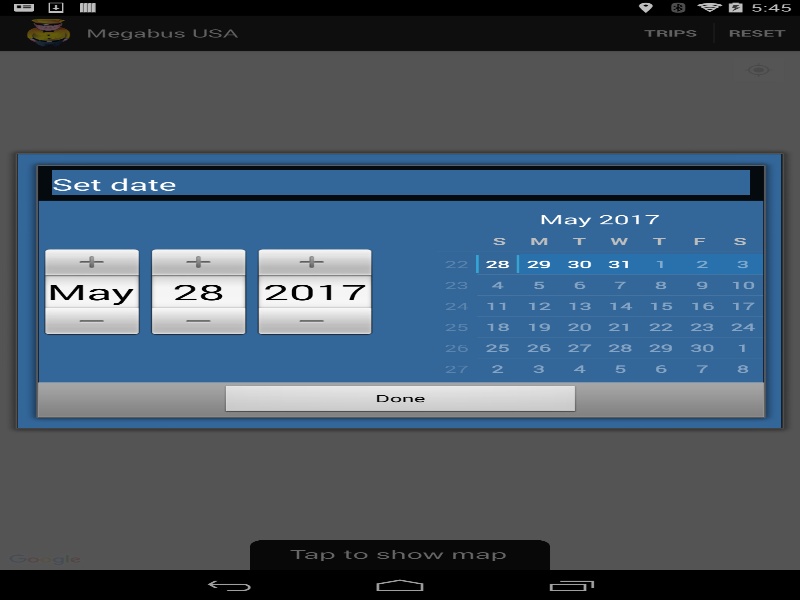 5:45
Megabus USA TRIPS RESET
Set date
May 2017
S M T W T F S
22 28 29 30 31 1 2 3
23 4 5 6 7 8 9 10
24 11 12 13 14 15 16 17
25 18 19 20 21 22 23 24
26 25 26 27 28 29 30 1
27 2 3 4 5 6 7 8
+ + +
May 28 2017
— — —
Done
Tap to show map
Google